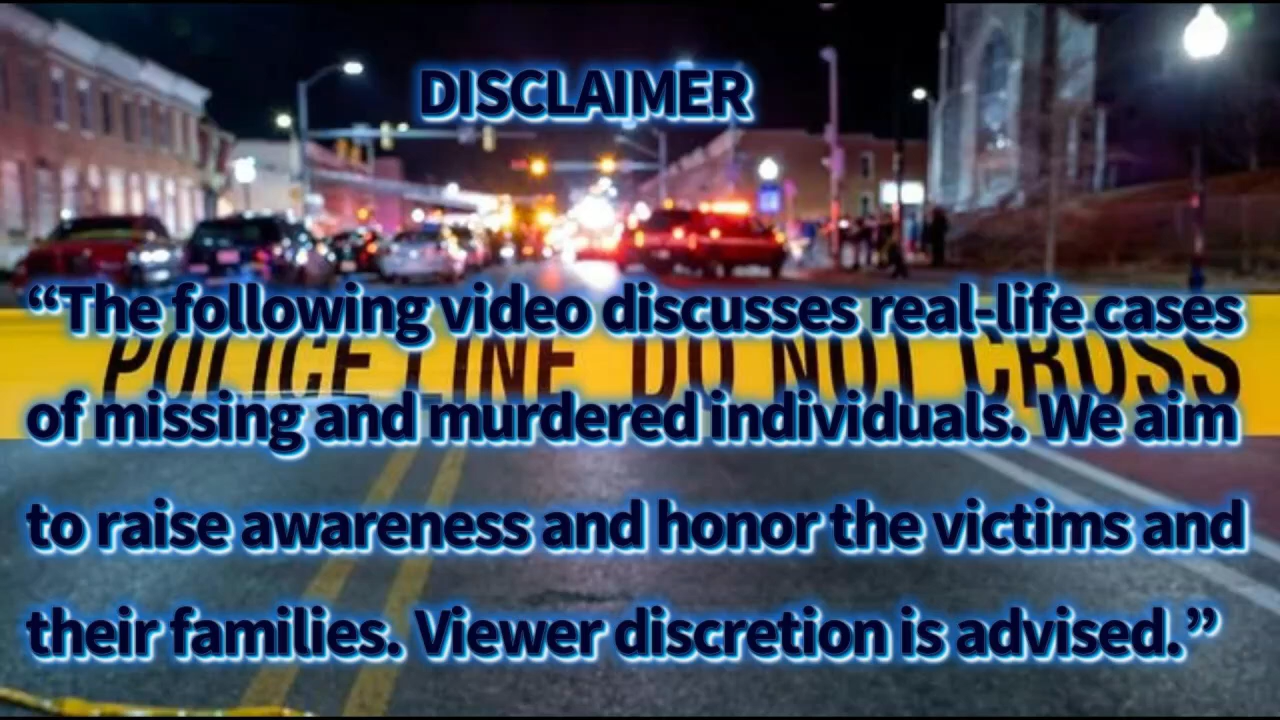 DISCLAIMER
“The following video discusses real-life cases
POLICE LINE DO NOT CROSS
of missing and murdered individuals. We aim
to raise awareness and honor the victims and
their families. Viewer discretion is advised.”